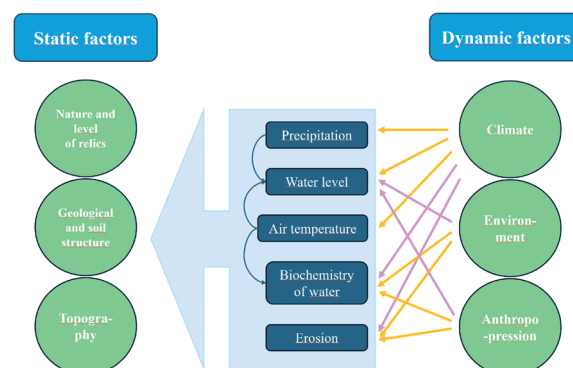 Static factors
Dynamic factors
Nature and
level
of relics
Geological
and soil
structure
Topogra-
phy
Precipitation
Water level
Air temperature
Biochemistry
of water
Erosion
Climate
Environ-
ment
Anthropo
-pression